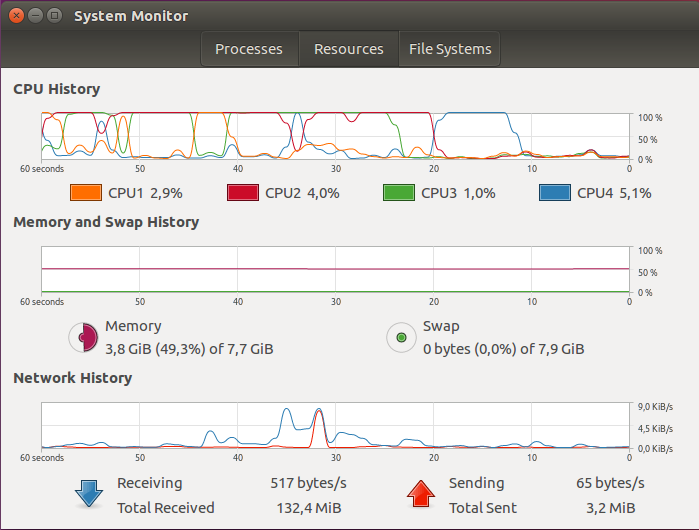 System Monitor
Processes Resources File Systems
CPU History
100 %
50 %
0 %
60 seconds 50 40 30 20 10 0
CPU1 2,9% CPU2 4,0% CPU3 1,0% CPU4 5,1%
Memory and Swap History
100 %
50 %
0 %
60 seconds 50 40 30 20 10 0
Memory Swap
3,8 GiB (49,3%) of 7,7 GiB 0 bytes (0,0%) of 7,9 GiB
Network History
9,0 KiB/s
4,5 KiB/s
0,0 KiB/s
60 seconds 50 40 30 20 10 0
Receiving 517 bytes/s Sending 65 bytes/s
Total Received 132,4 MiB Total Sent 3,2 MiB